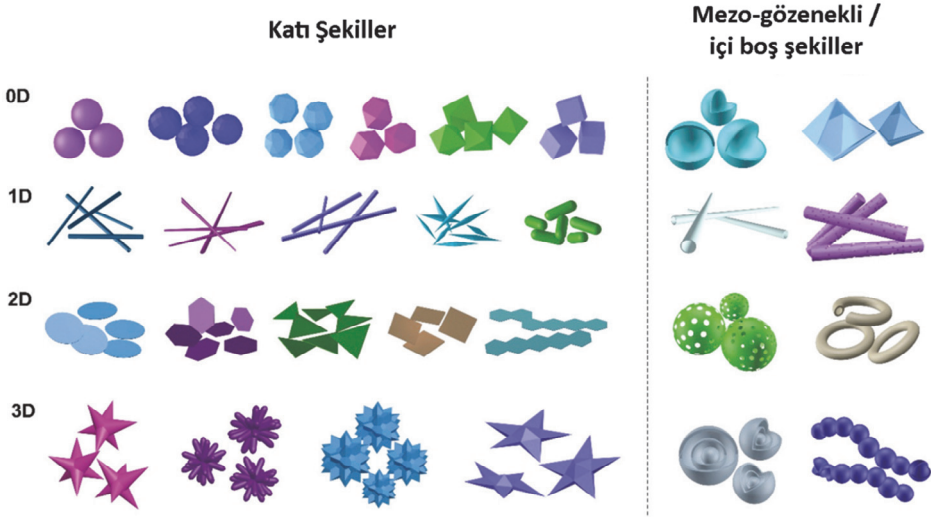 Katı Şekiller
Mezo-gözenekli /
içi boş şekiller
0D
1D
2D
3D